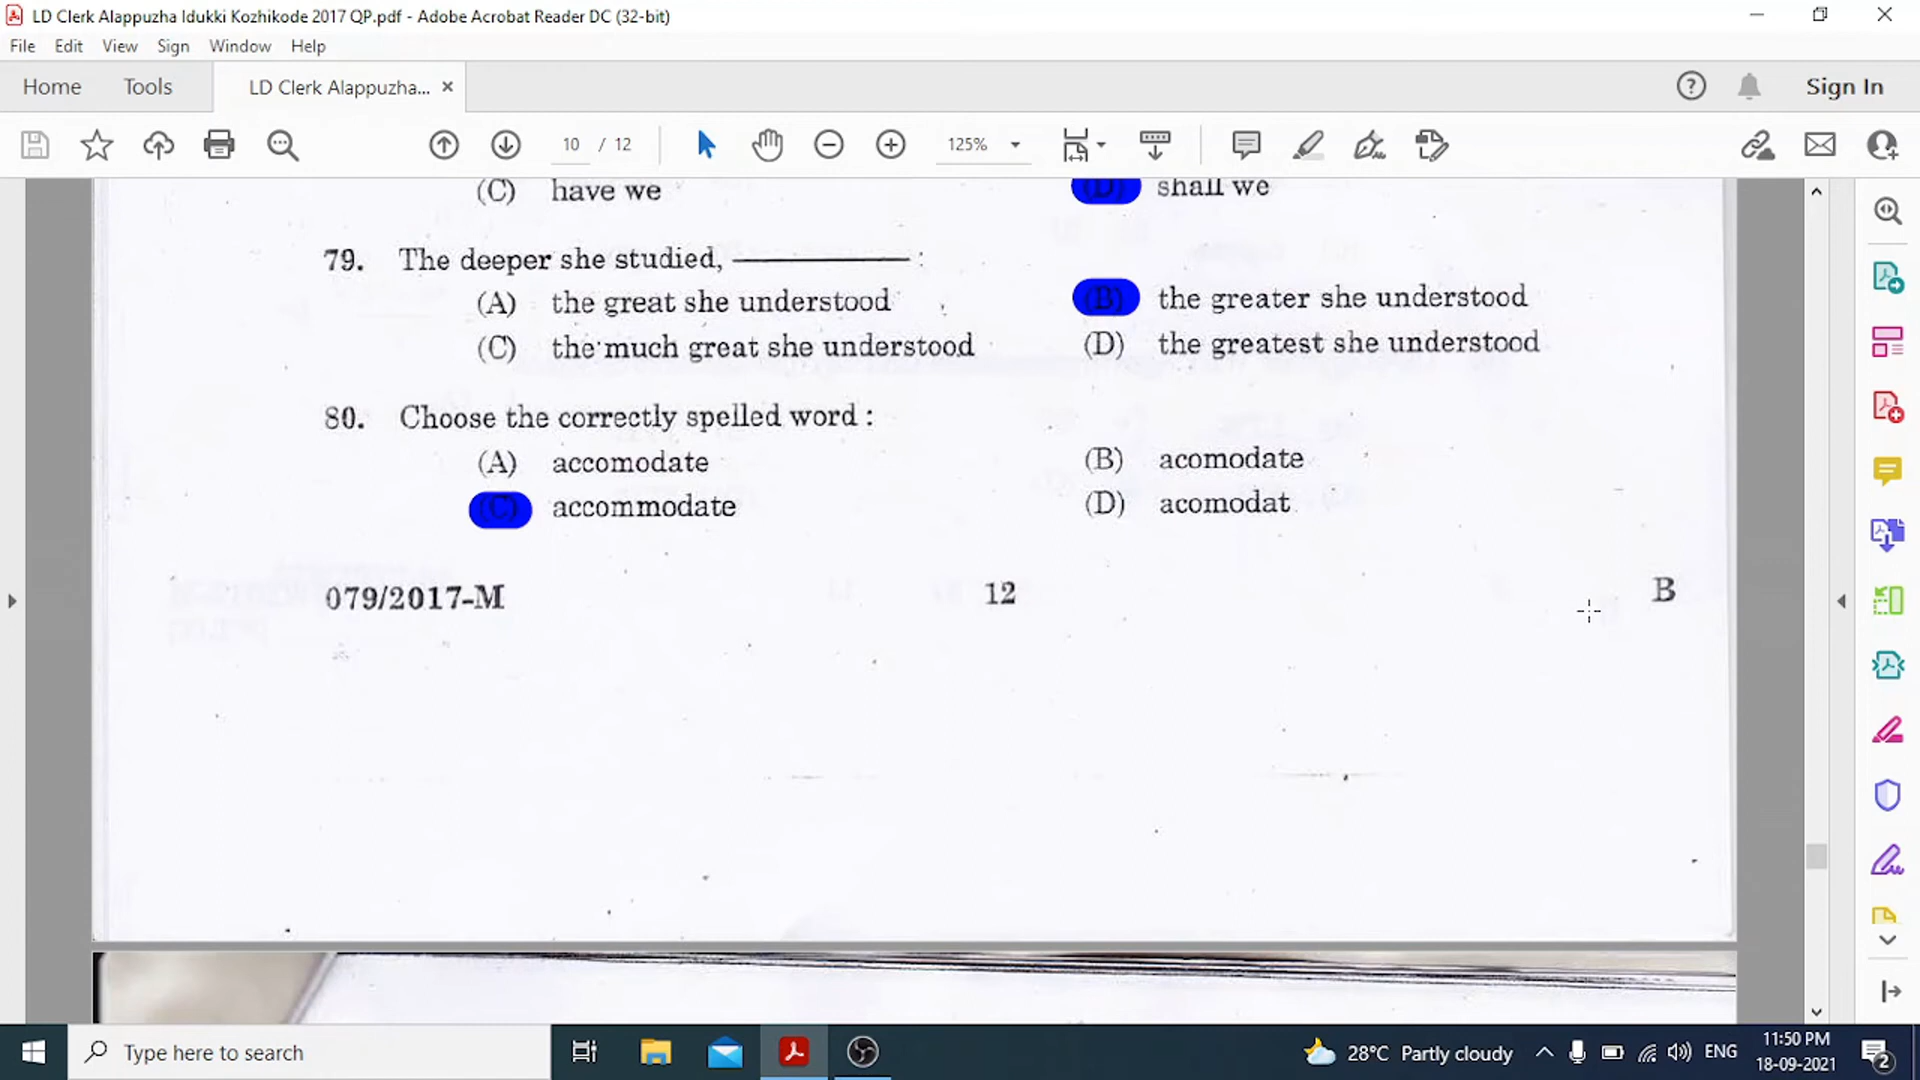 LD Clerk Alappuzha Idukki Kozhikode 2017 QP.pdf - Adobe Acrobat Reader DC (32-bit)
File Edit View Sign Window Help
Home Tools LD Clerk Alappuzha... × Sign In
10 / 12 125%
(C) have we (D) shall we
79. The deeper she studied, ————— :
(A) the great she understood (B) the greater she understood
(C) the much great she understood (D) the greatest she understood
80. Choose the correctly spelled word :
(A) accomodate (B) acomodate
(C) accommodate (D) acomodat
079/2017-M 12 B
Type here to search 28°C Partly cloudy ENG 11:50 PM
18-09-2021 2